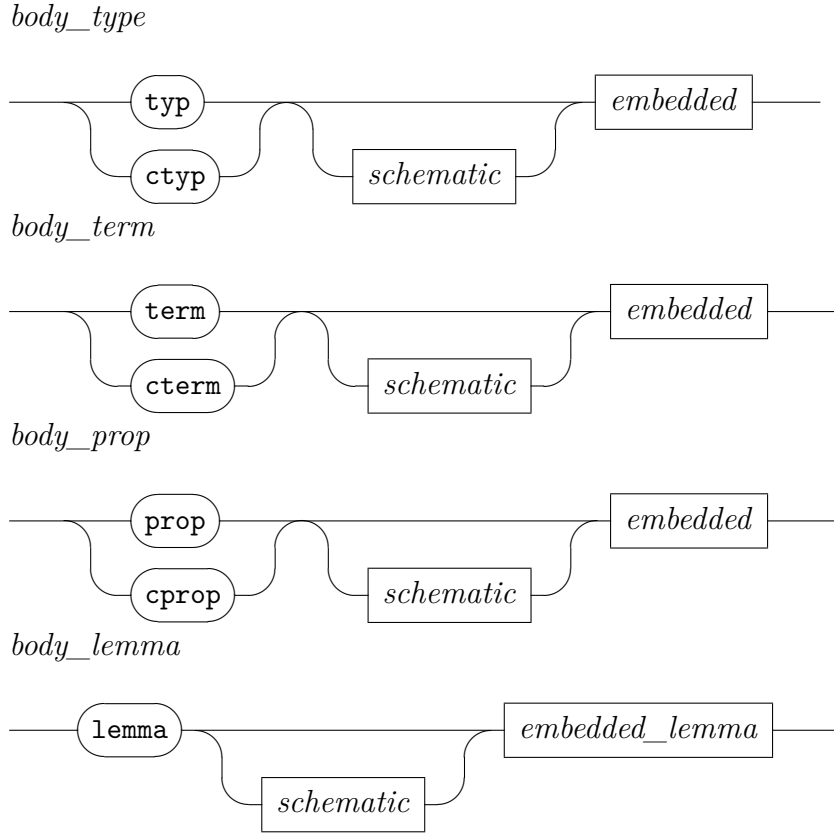 body_type
typ embedded
ctyp schematic
body_term
term embedded
cterm schematic
body_prop
prop embedded
cprop schematic
body_lemma
lemma embedded_lemma
schematic